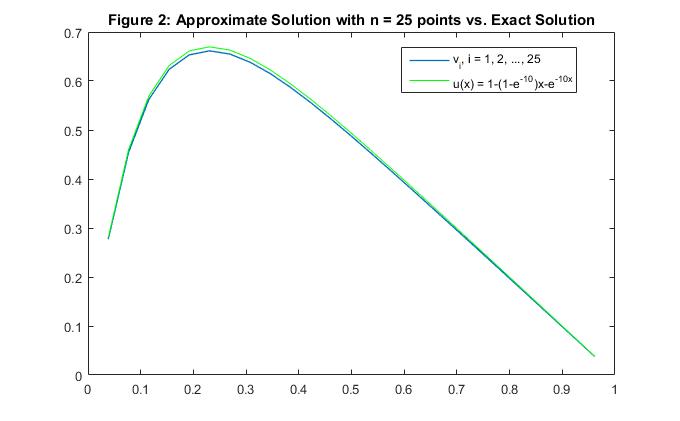 Figure 2: Approximate Solution with n = 25 points vs. Exact Solution
v_i, i = 1, 2, ..., 25
u(x) = 1-(1-e^-10)x-e^-10x
0.7
0.6
0.5
0.4
0.3
0.2
0.1
0
0 0.1 0.2 0.3 0.4 0.5 0.6 0.7 0.8 0.9 1